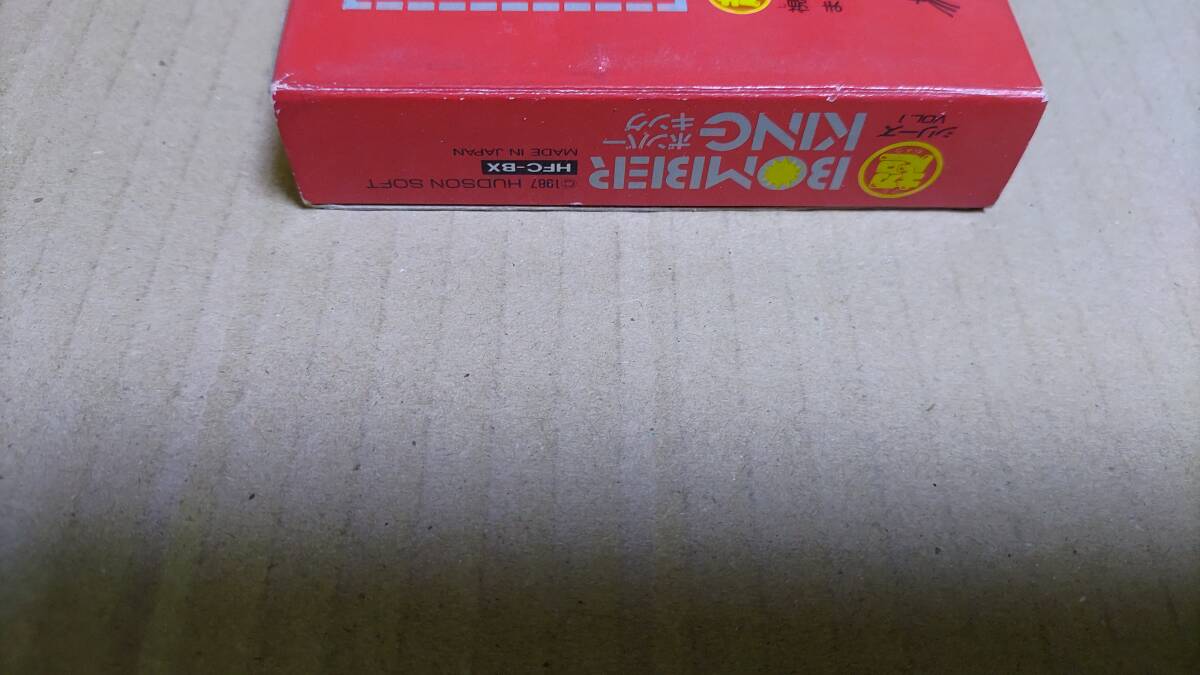 超
シリーズ
VOL.1
BOMBER
KING
ボンバー
キング
©1987 HUDSON SOFT
HFC-BX
MADE IN JAPAN